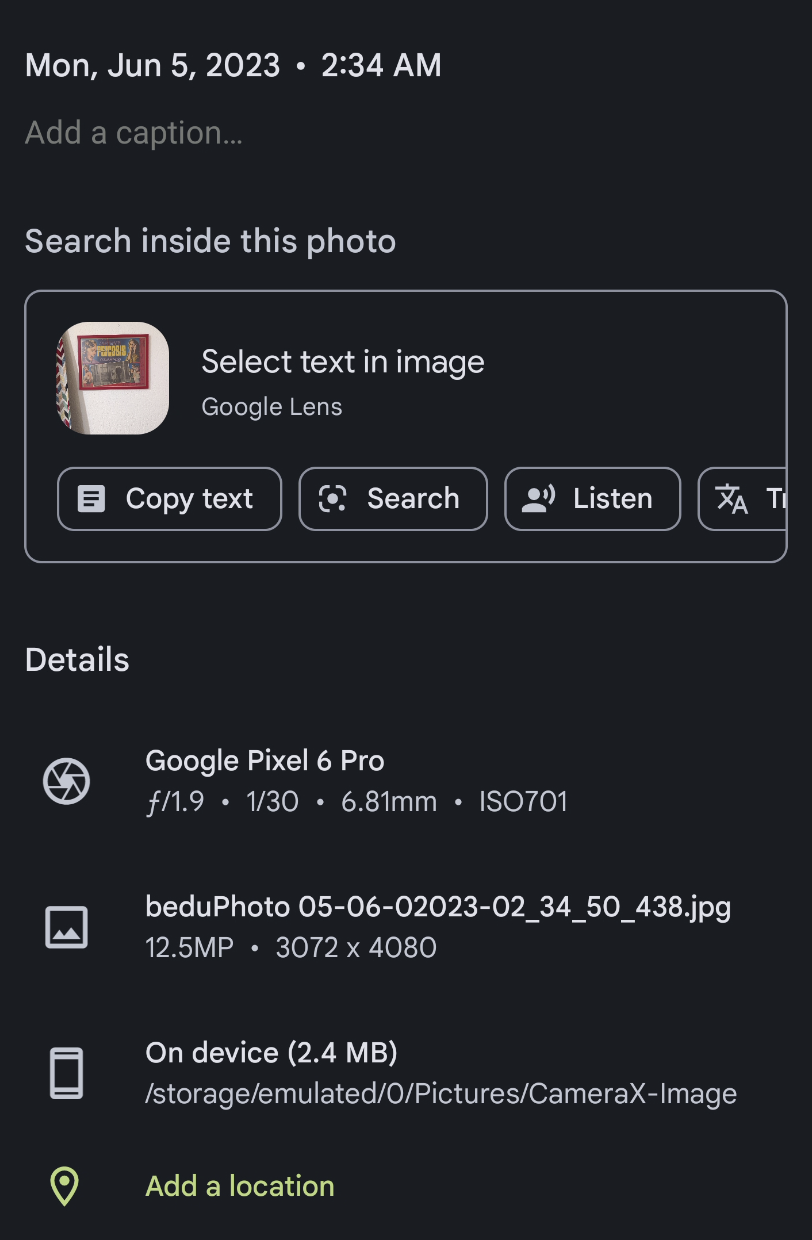 Mon, Jun 5, 2023 • 2:34 AM
Add a caption...
Search inside this photo
Select text in image
Google Lens
Copy text
Search
Listen
Details
Google Pixel 6 Pro
ƒ/1.9 • 1/30 • 6.81mm • ISO701
beduPhoto 05-06-02023-02_34_50_438.jpg
12.5MP • 3072 x 4080
On device (2.4 MB)
/storage/emulated/0/Pictures/CameraX-Image
Add a location